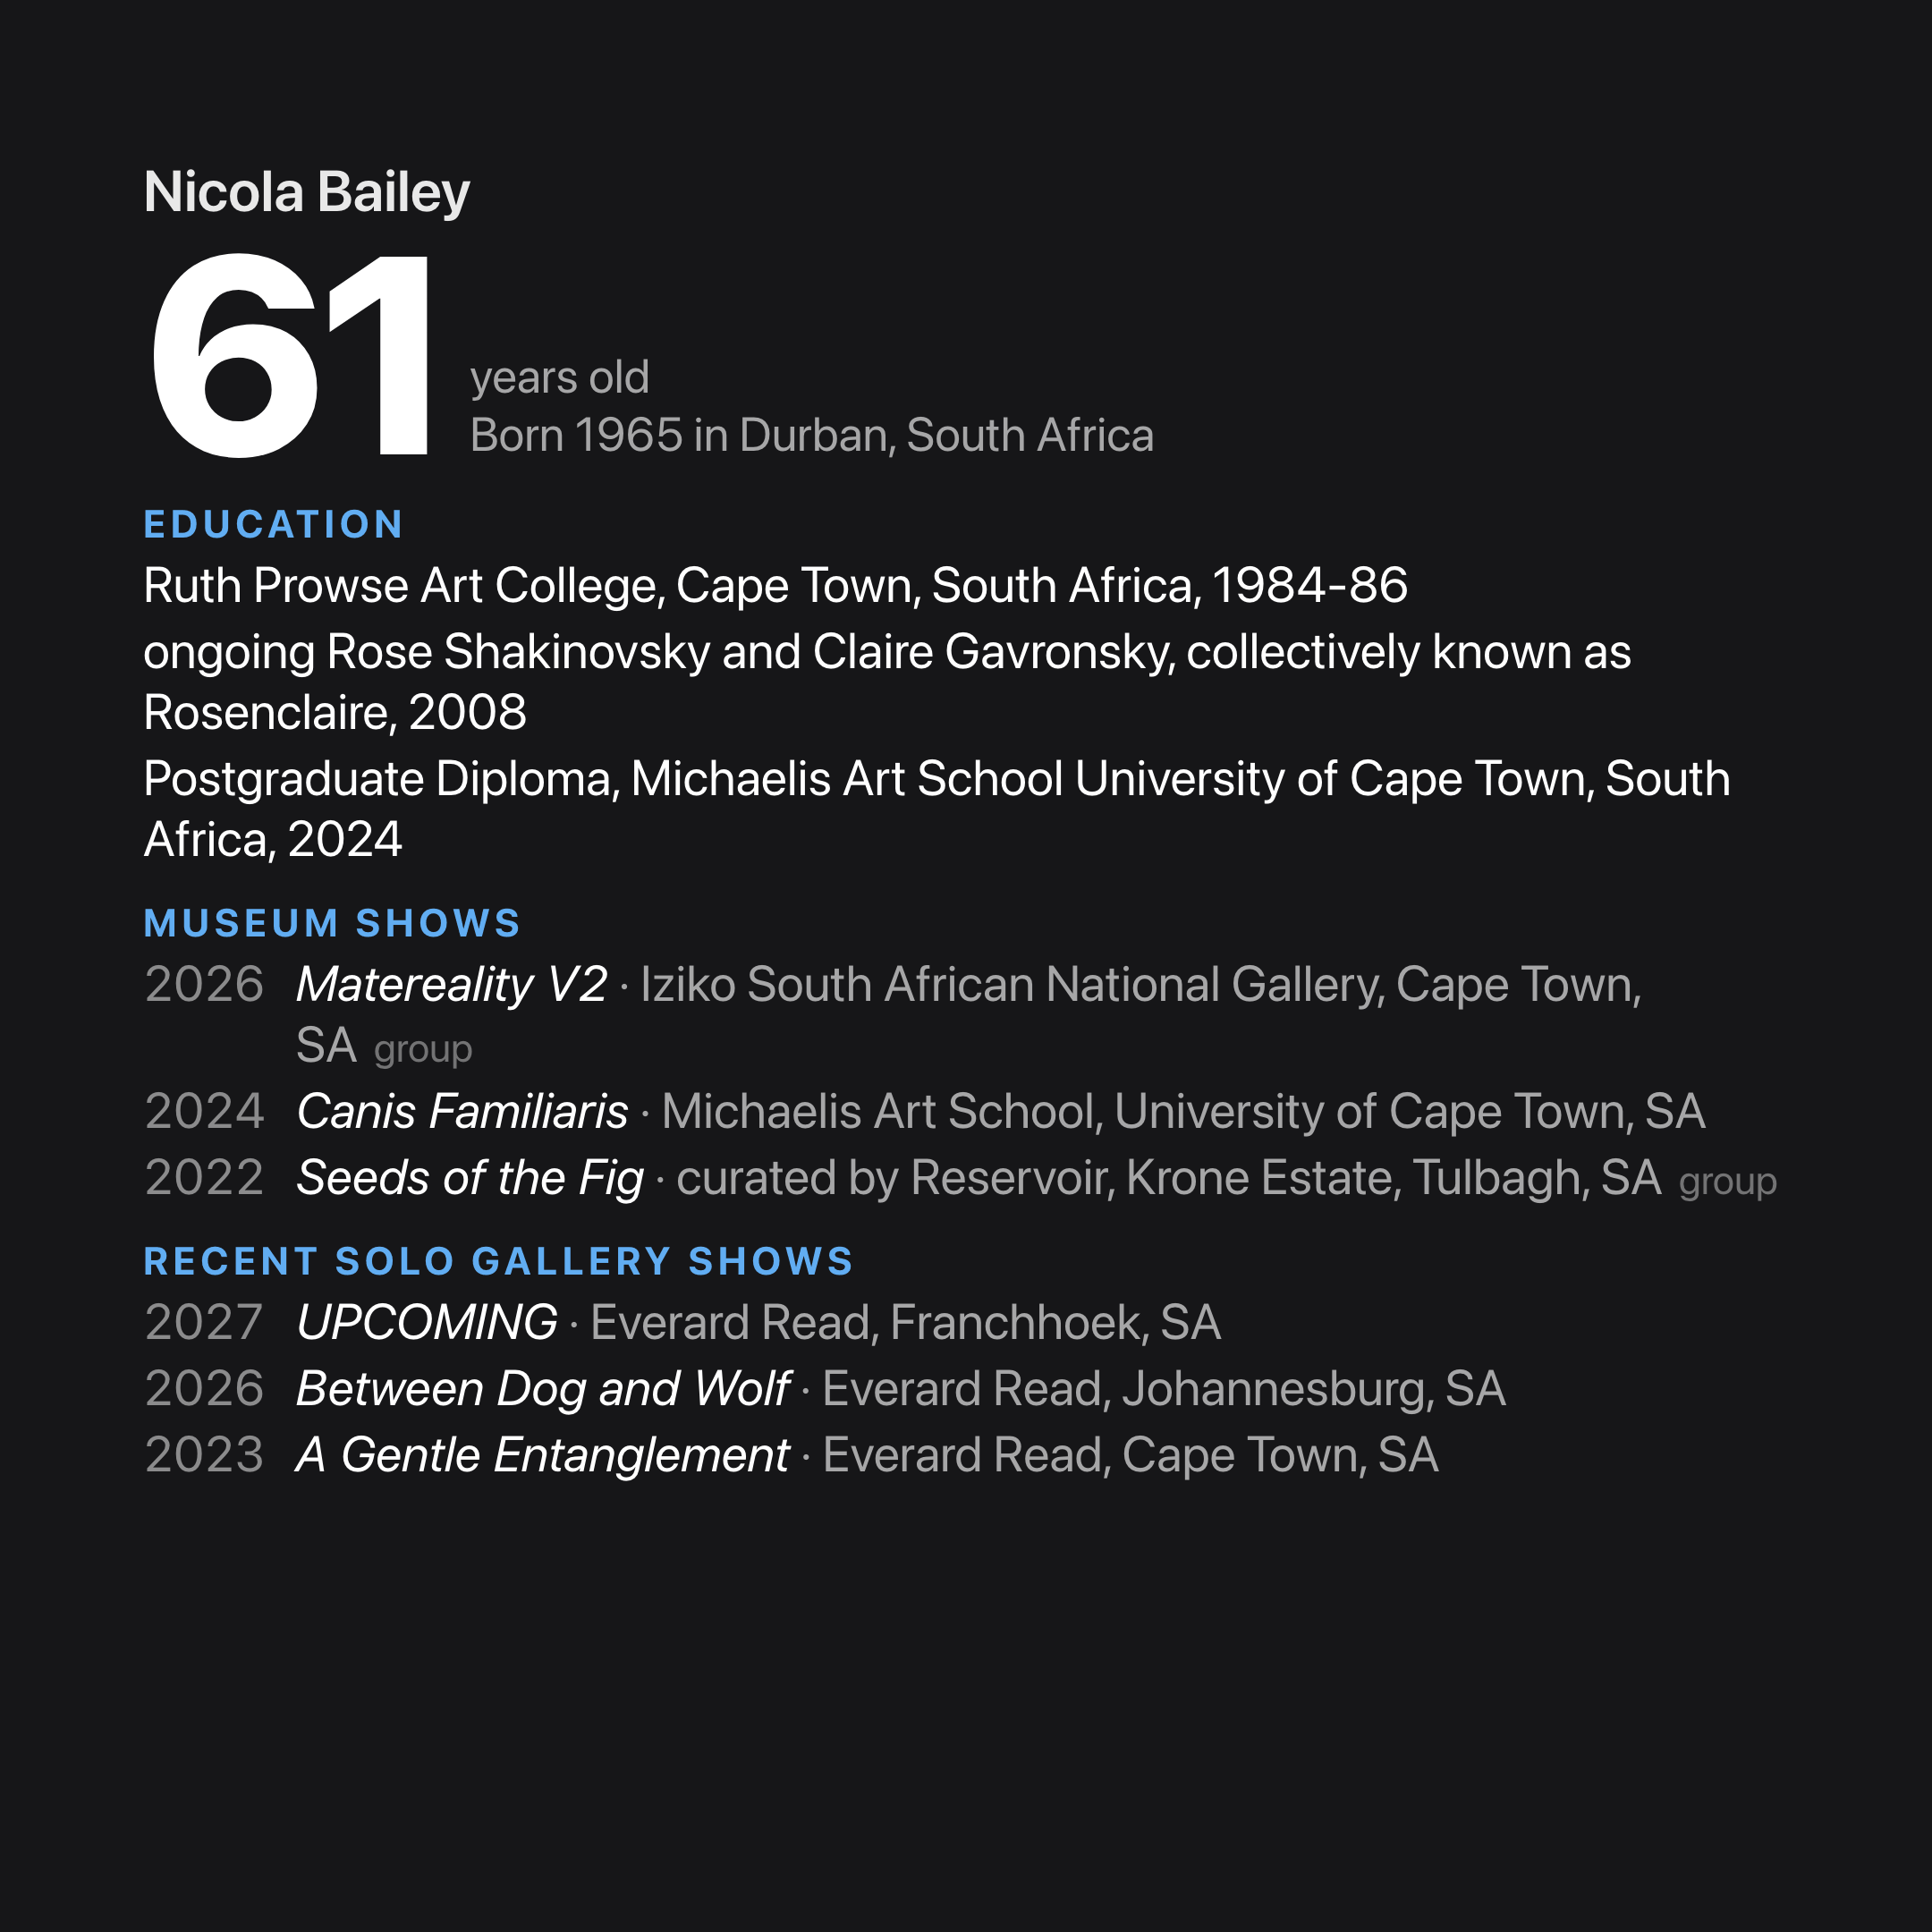 Nicola Bailey
61
years old
Born 1965 in Durban, South Africa
EDUCATION
Ruth Prowse Art College, Cape Town, South Africa, 1984-86
ongoing Rose Shakinovsky and Claire Gavronsky, collectively known as
Rosenclaire, 2008
Postgraduate Diploma, Michaelis Art School University of Cape Town, South
Africa, 2024
MUSEUM SHOWS
2026 Matereality V2 · Iziko South African National Gallery, Cape Town,
SA group
2024 Canis Familiaris · Michaelis Art School, University of Cape Town, SA
2022 Seeds of the Fig · curated by Reservoir, Krone Estate, Tulbagh, SA group
RECENT SOLO GALLERY SHOWS
2027 UPCOMING · Everard Read, Franchhoek, SA
2026 Between Dog and Wolf · Everard Read, Johannesburg, SA
2023 A Gentle Entanglement · Everard Read, Cape Town, SA